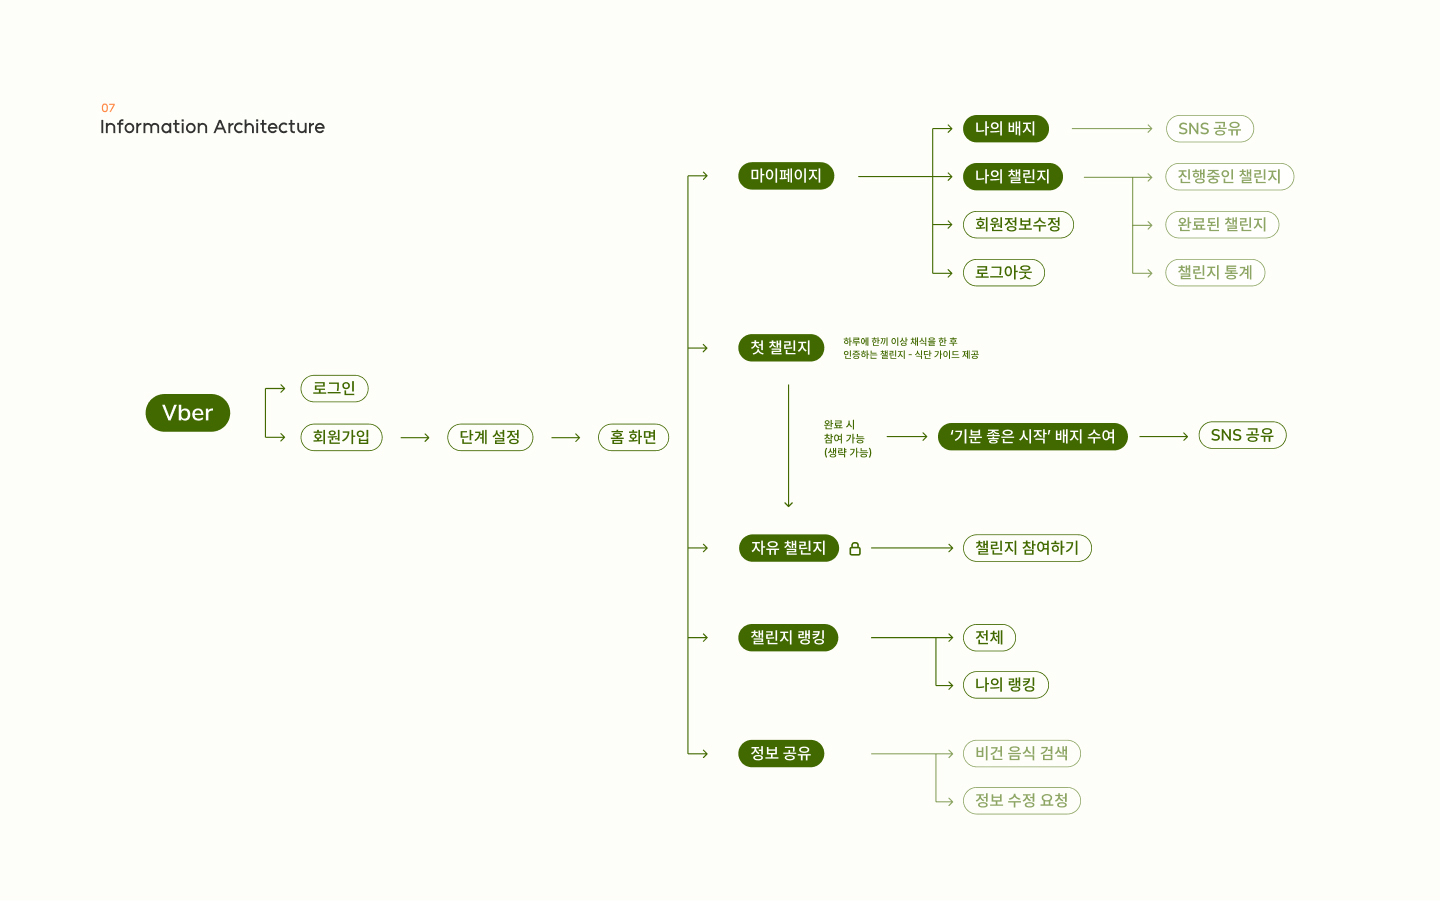 07
Information Architecture
Vber
로그인
회원가입
단계 설정
홈 화면
마이페이지
나의 배지
SNS 공유
나의 챌린지
진행중인 챌린지
완료된 챌린지
챌린지 통계
회원정보수정
로그아웃
첫 챌린지
하루에 한끼 이상 채식을 한 후
인증하는 챌린지 - 식단 가이드 제공
완료 시
참여 가능
(생략 가능)
‘기분 좋은 시작’ 배지 수여
SNS 공유
자유 챌린지
챌린지 참여하기
챌린지 랭킹
전체
나의 랭킹
정보 공유
비건 음식 검색
정보 수정 요청